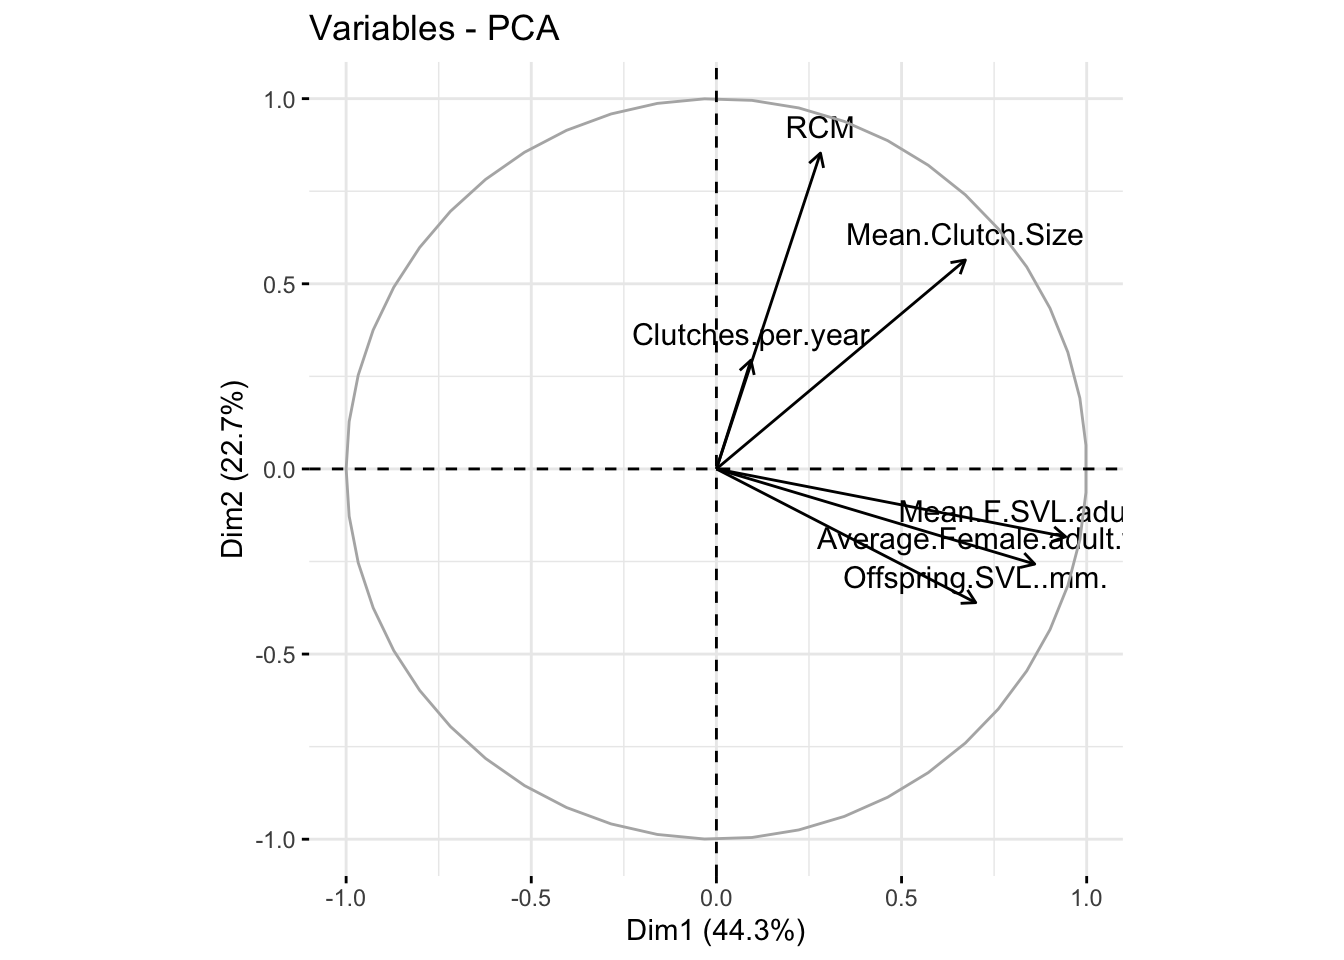 Variables - PCA
1.0
0.5
0.0
-0.5
-1.0
Dim2 (22.7%)
RCM
Mean.Clutch.Size
Clutches.per.year
Mean.F.SVL.adu
Average.Female.adult.
Offspring.SVL..mm.
-1.0
-0.5
0.0
0.5
1.0
Dim1 (44.3%)